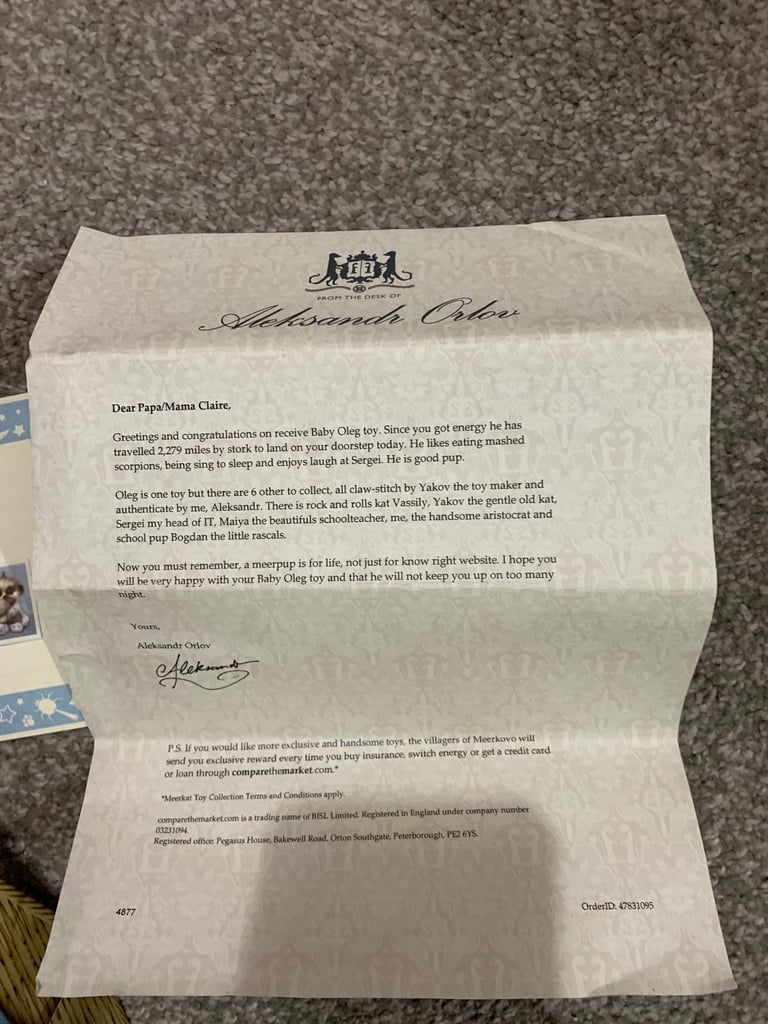 FROM THE DESK OF
Aleksandr Orlov
Dear Papa/Mama Claire,
Greetings and congratulations on receive Baby Oleg toy. Since you got energy he has
travelled 2,279 miles by stork to land on your doorstep today. He likes eating mashed
scorpions, being sing to sleep and enjoys laugh at Sergei. He is good pup.
Oleg is one toy but there are 6 other to collect, all claw-stitch by Yakov the toy maker and
authenticate by me, Aleksandr. There is rock and rolls kat Vassily, Yakov the gentle old kat,
Sergei my head of IT, Maiya the beautifuls schoolteacher, me, the handsome aristocrat and
school pup Bogdan the little rascals.
Now you must remember, a meerpup is for life, not just for know right website. I hope you
will be very happy with your Baby Oleg toy and that he will not keep you up on too many
night.
Yours,
Aleksandr Orlov
Aleksandr
P.S. If you would like more exclusive and handsome toys, the villagers of Meerkovo will
send you exclusive reward every time you buy insurance, switch energy or get a credit card
or loan through comparethemarket.com.*
*Meerkat Toy Collection Terms and Conditions apply.
comparethemarket.com is a trading name of BISL Limited. Registered in England under company number
03231094.
Registered office: Pegasus House, Bakewell Road, Orton Southgate, Peterborough, PE2 6YS.
4877
OrderID: 47831095